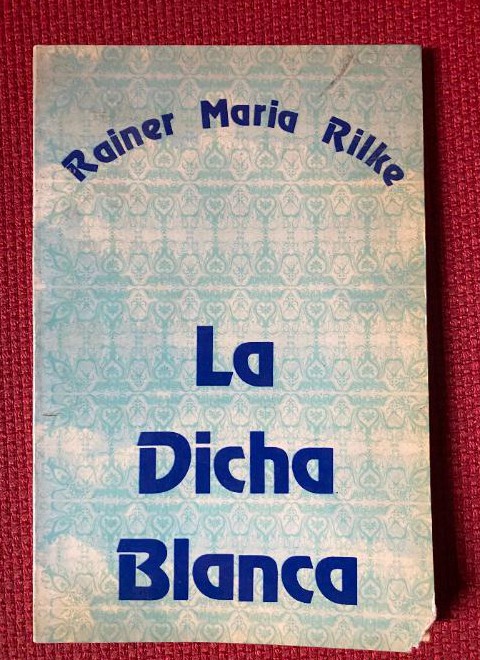 Rainer Maria Rilke
La
Dicha
Blanca